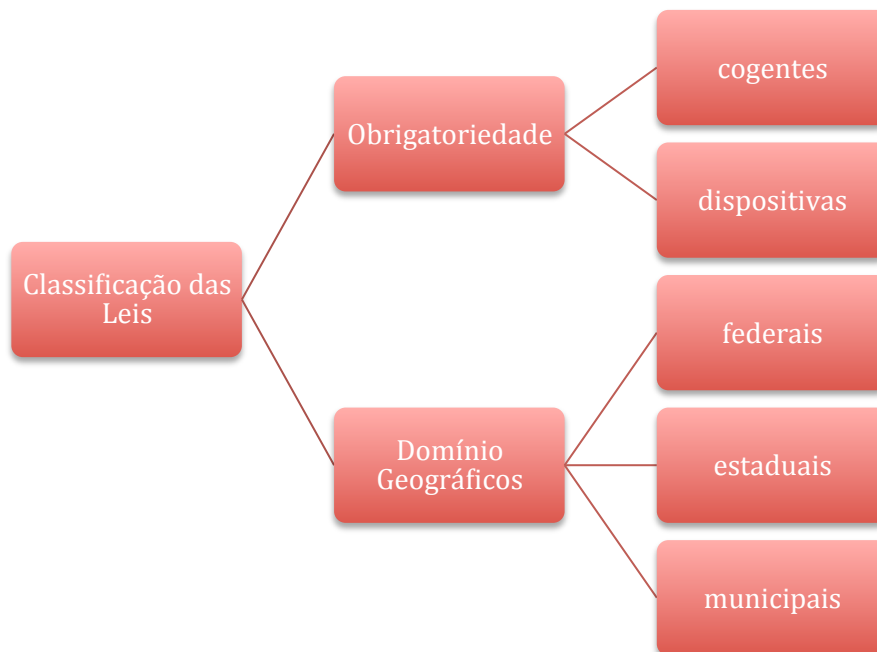 Classificação das
Leis
Obrigatoriedade
cogentes
dispositivas
Domínio
Geográficos
federais
estaduais
municipais